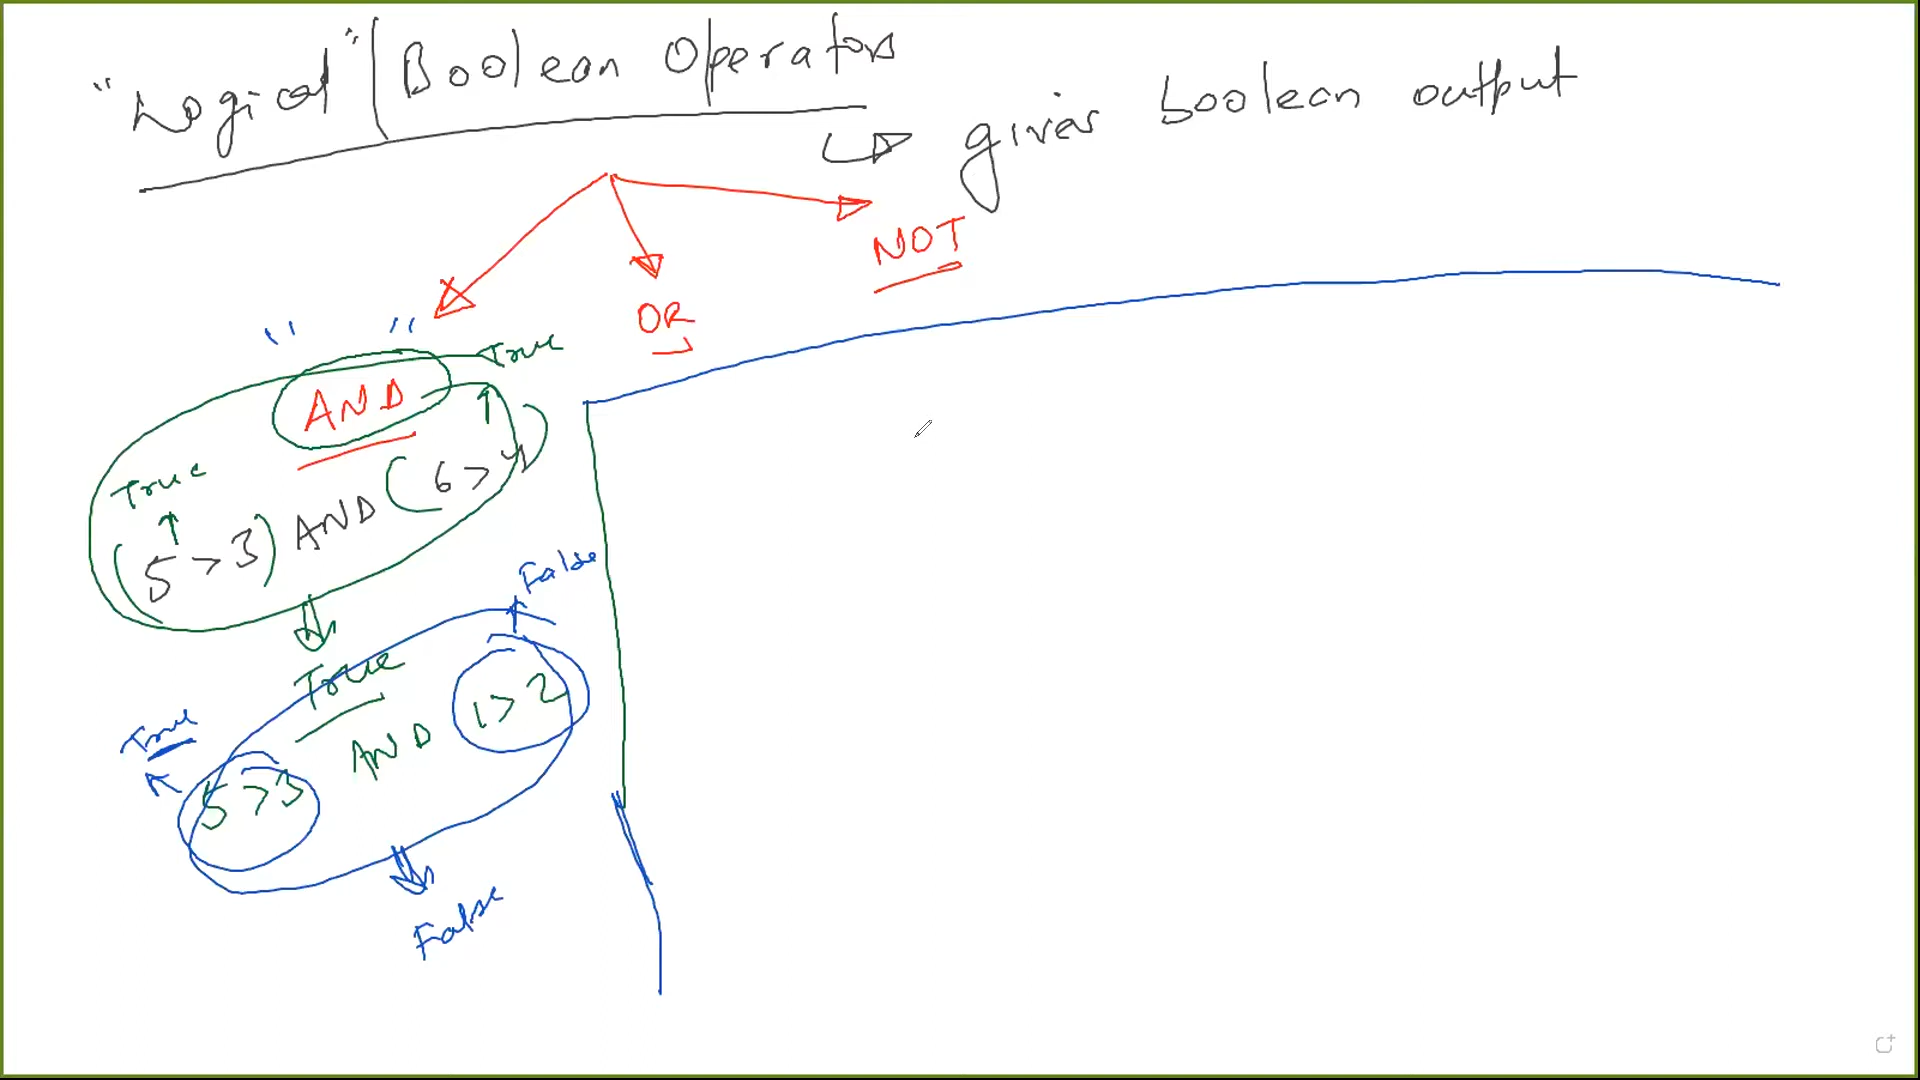 "Logical" | Boolean Operators
↳ gives boolean output
NOT
OR
" "
AND
True
True
(5 > 3) AND (6 > 4)
True
False
True
5 > 3 AND 1 > 2
False